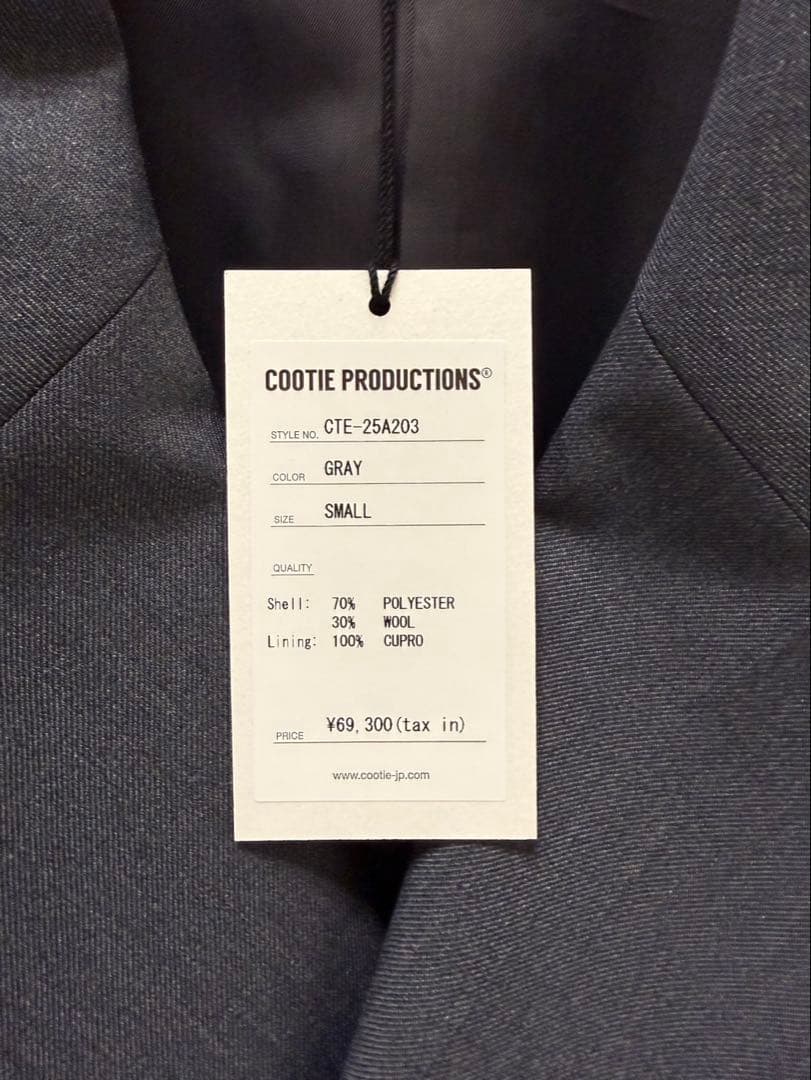 COOTIE PRODUCTIONS®
STYLE NO. CTE-25A203
COLOR GRAY
SIZE SMALL
QUALITY
Shell: 70% POLYESTER
30% WOOL
Lining: 100% CUPRO
PRICE ¥69,300(tax in)
www.cootie-jp.com